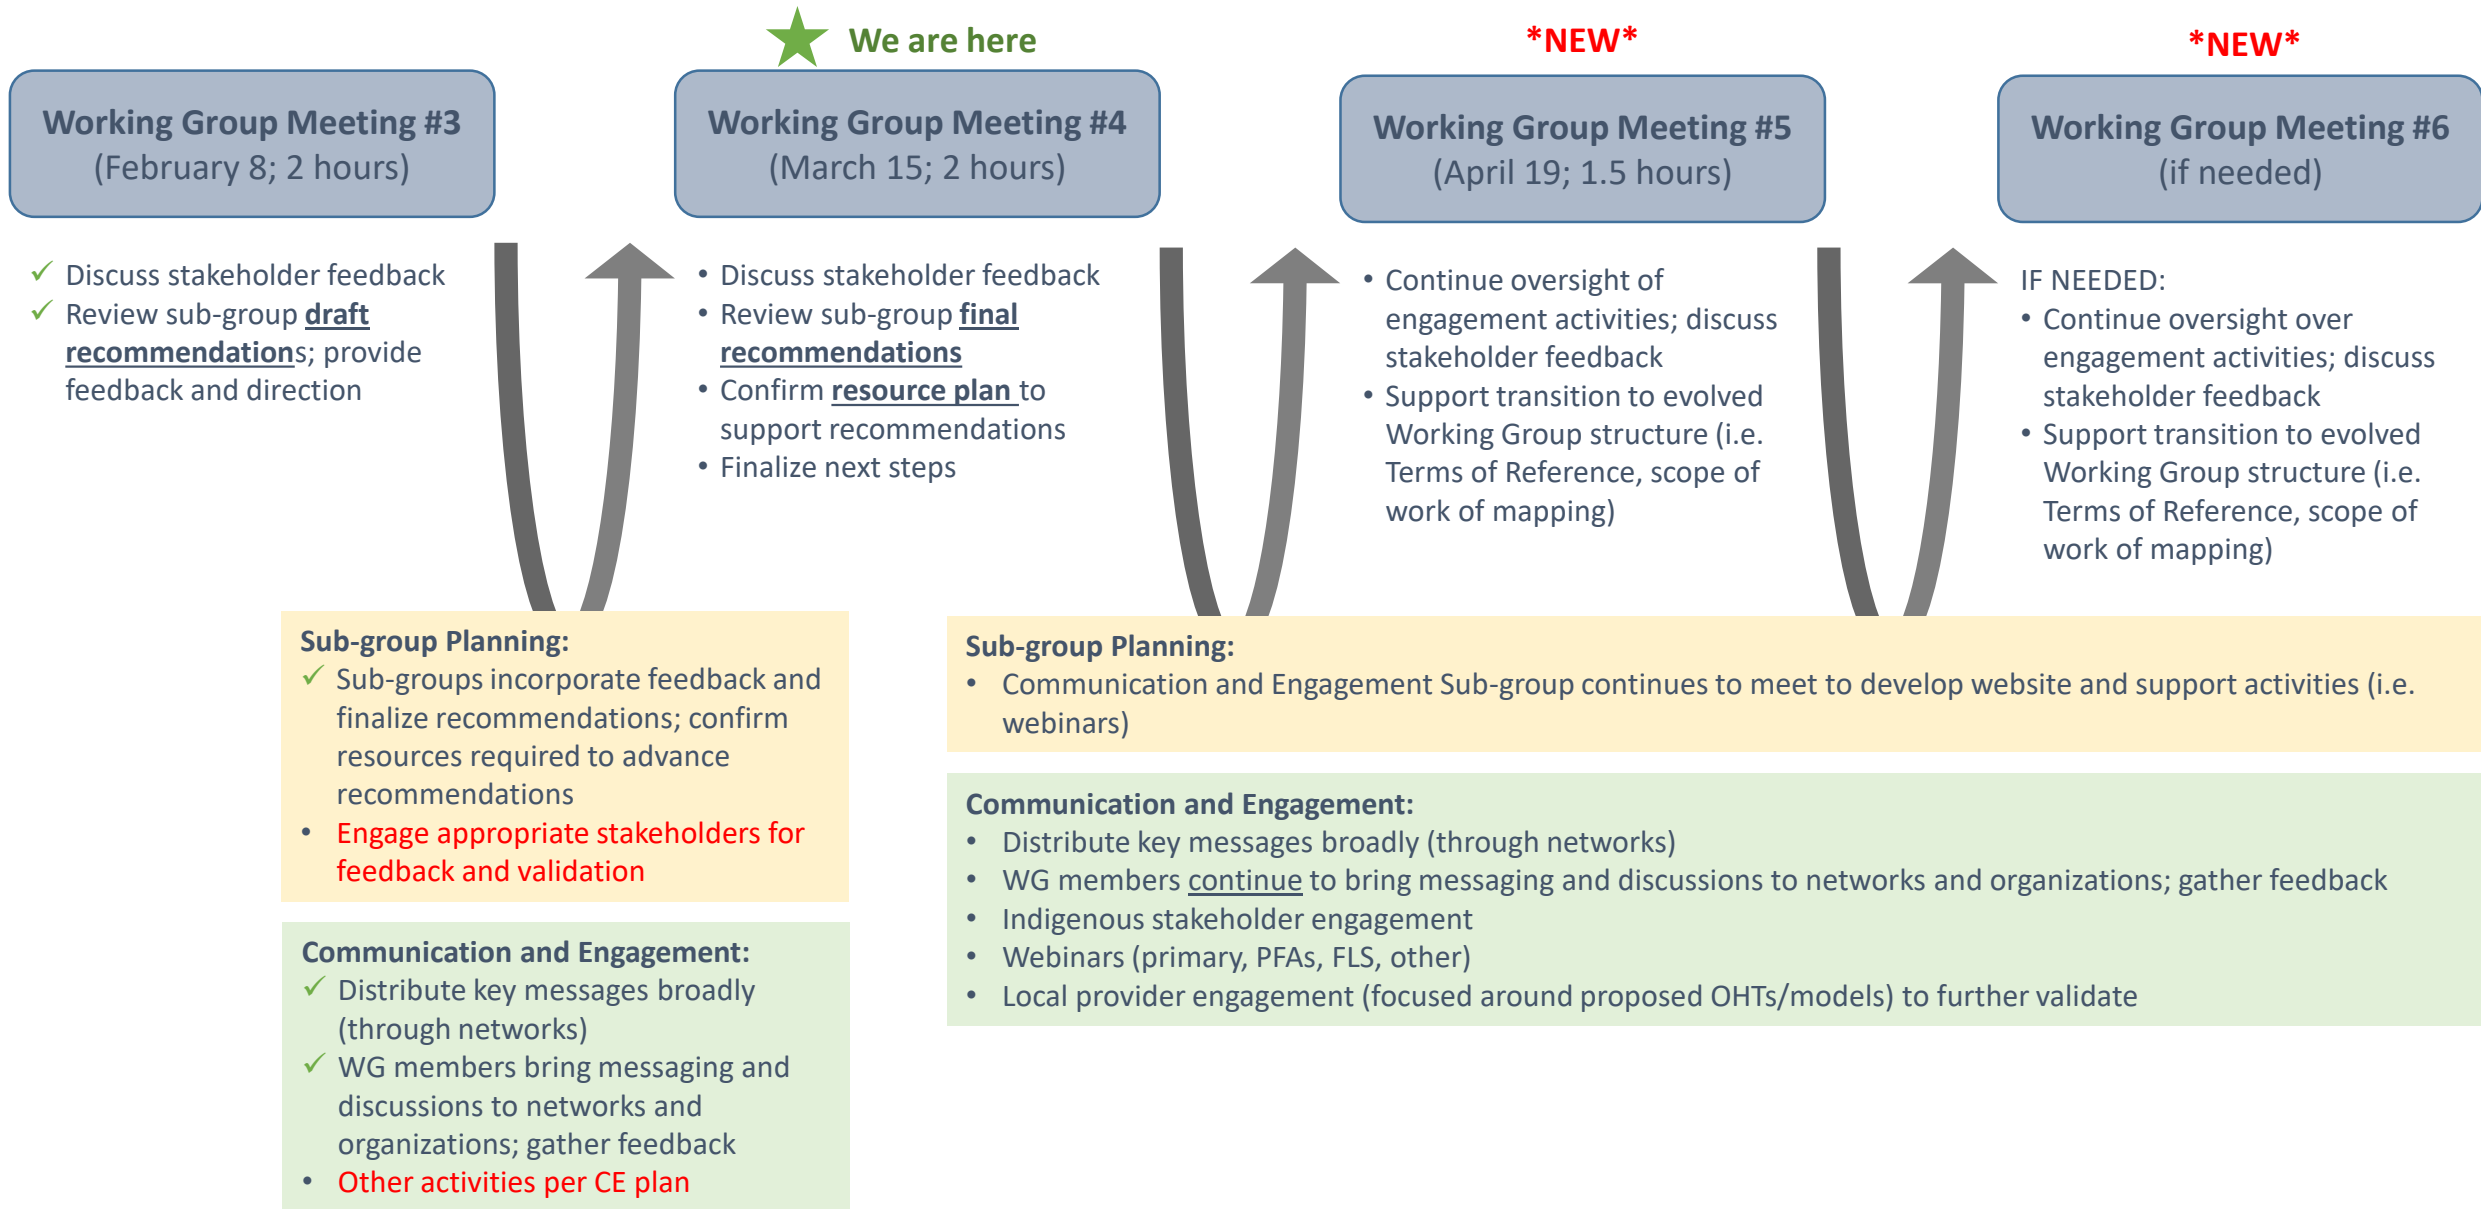 We are here
*NEW*
*NEW*
Working Group Meeting #3
(February 8; 2 hours)
Working Group Meeting #4
(March 15; 2 hours)
Working Group Meeting #5
(April 19; 1.5 hours)
Working Group Meeting #6
(if needed)
✓ Discuss stakeholder feedback
✓ Review sub-group draft
recommendations; provide
feedback and direction
• Discuss stakeholder feedback
• Review sub-group final
recommendations
• Confirm resource plan to
support recommendations
• Finalize next steps
• Continue oversight of
engagement activities; discuss
stakeholder feedback
• Support transition to evolved
Working Group structure (i.e.
Terms of Reference, scope of
work of mapping)
IF NEEDED:
• Continue oversight over
engagement activities; discuss
stakeholder feedback
• Support transition to evolved
Working Group structure (i.e.
Terms of Reference, scope of
work of mapping)
Sub-group Planning:
✓ Sub-groups incorporate feedback and
finalize recommendations; confirm
resources required to advance
recommendations
• Engage appropriate stakeholders for
feedback and validation
Communication and Engagement:
✓ Distribute key messages broadly
(through networks)
✓ WG members bring messaging and
discussions to networks and
organizations; gather feedback
• Other activities per CE plan
Sub-group Planning:
• Communication and Engagement Sub-group continues to meet to develop website and support activities (i.e.
webinars)
Communication and Engagement:
• Distribute key messages broadly (through networks)
• WG members continue to bring messaging and discussions to networks and organizations; gather feedback
• Indigenous stakeholder engagement
• Webinars (primary, PFAs, FLS, other)
• Local provider engagement (focused around proposed OHTs/models) to further validate